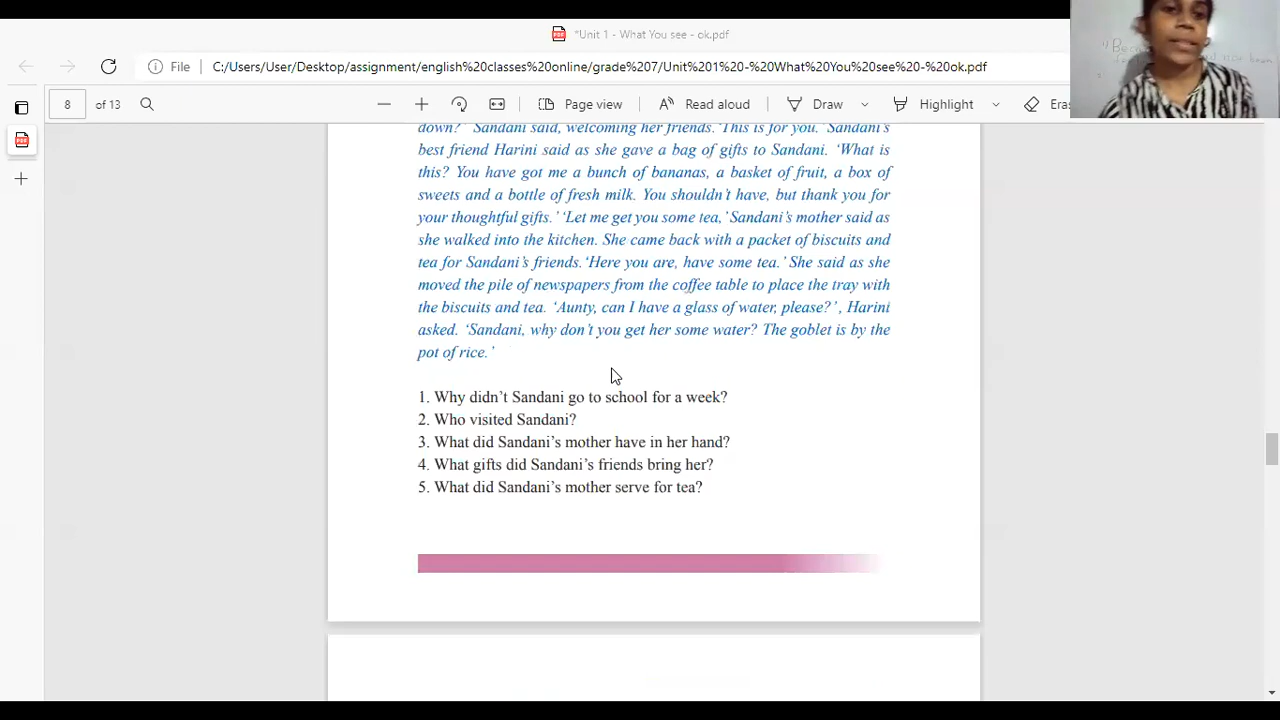 *Unit 1 - What You see - ok.pdf
File C:/Users/User/Desktop/assignment/english%20classes%20online/grade%207/Unit%201%20-%20What%20You%20see%20-%20ok.pdf
8 of 13 Page view Read aloud Draw Highlight Eras
down?' Sandani said, welcoming her friends. 'This is for you.' Sandani's
best friend Harini said as she gave a bag of gifts to Sandani. 'What is
this? You have got me a bunch of bananas, a basket of fruit, a box of
sweets and a bottle of fresh milk. You shouldn't have, but thank you for
your thoughtful gifts.' 'Let me get you some tea,' Sandani's mother said as
she walked into the kitchen. She came back with a packet of biscuits and
tea for Sandani's friends. 'Here you are, have some tea.' She said as she
moved the pile of newspapers from the coffee table to place the tray with
the biscuits and tea. 'Aunty, can I have a glass of water, please?', Harini
asked. 'Sandani, why don't you get her some water? The goblet is by the
pot of rice.'
1. Why didn't Sandani go to school for a week?
2. Who visited Sandani?
3. What did Sandani's mother have in her hand?
4. What gifts did Sandani's friends bring her?
5. What did Sandani's mother serve for tea?